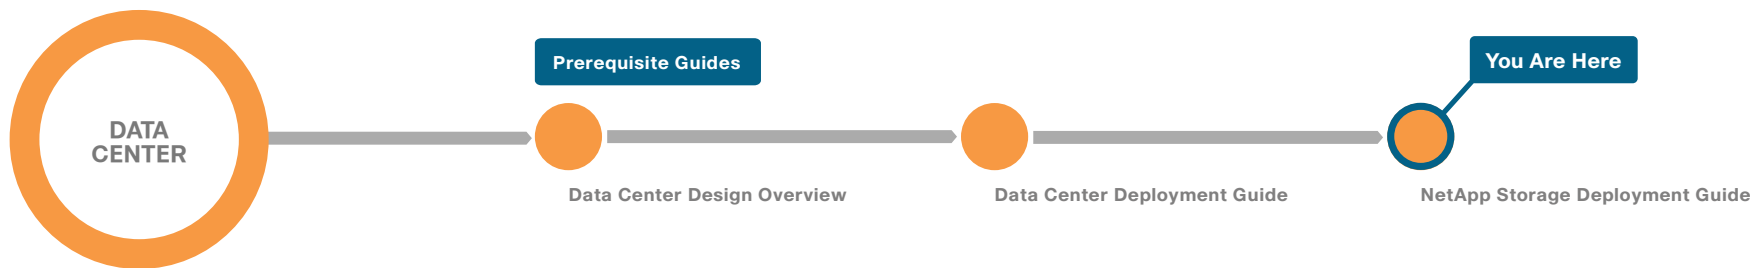 DATA
CENTER
Prerequisite Guides
You Are Here
Data Center Design Overview
Data Center Deployment Guide
NetApp Storage Deployment Guide